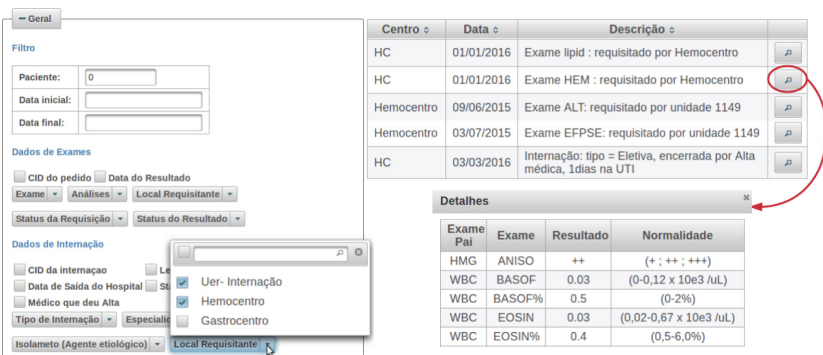 Geral
Filtro
Paciente: 0
Data inicial:
Data final:
Dados de Exames
CID do pedido Data do Resultado
Exame Análises Local Requisitante
Status da Requisição Status do Resultado
Dados de Internação
CID da internaçao Le
Data de Saída do Hospital St
Médico que deu Alta
Tipo de Internação Especialid
Isolameto (Agente etiológico) Local Requisitante
Uer- Internação
Hemocentro
Gastrocentro
Centro Data Descrição
HC 01/01/2016 Exame lipid : requisitado por Hemocentro
HC 01/01/2016 Exame HEM : requisitado por Hemocentro
Hemocentro 09/06/2015 Exame ALT: requisitado por unidade 1149
Hemocentro 03/07/2015 Exame EFPSE: requisitado por unidade 1149
HC 03/03/2016 Internação: tipo = Eletiva, encerrada por Alta
médica, 1dias na UTI
Detalhes
Exame Pai Exame Resultado Normalidade
HMG ANISO ++ (+ ; ++ ; +++)
WBC BASOF 0.03 (0-0,12 x 10e3 /uL)
WBC BASOF% 0.5 (0-2%)
WBC EOSIN 0.03 (0,02-0,67 x 10e3 /uL)
WBC EOSIN% 0.4 (0,5-6,0%)